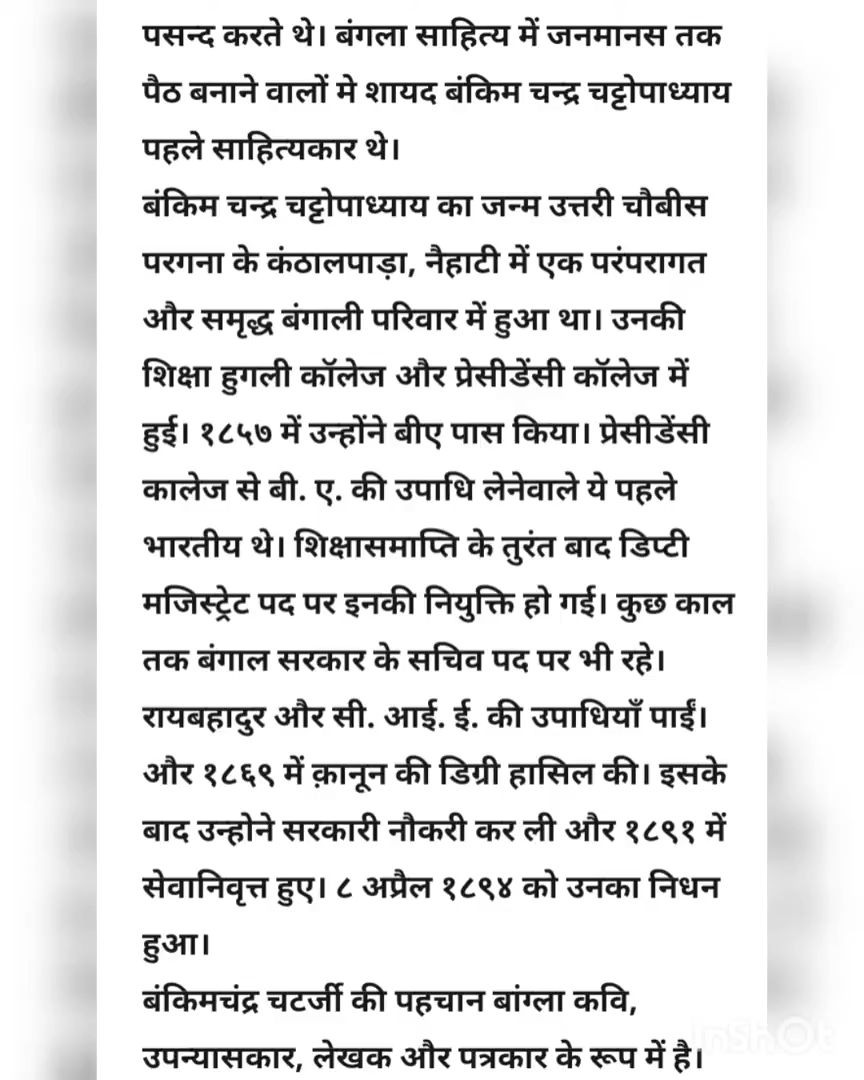 पसन्द करते थे। बंगला साहित्य में जनमानस तक
पैठ बनाने वालों मे शायद बंकिम चन्द्र चट्टोपाध्याय
पहले साहित्यकार थे।
बंकिम चन्द्र चट्टोपाध्याय का जन्म उत्तरी चौबीस
परगना के कंठालपाड़ा, नैहाटी में एक परंपरागत
और समृद्ध बंगाली परिवार में हुआ था। उनकी
शिक्षा हुगली कॉलेज और प्रेसीडेंसी कॉलेज में
हुई। १८५७ में उन्होंने बीए पास किया। प्रेसीडेंसी
कालेज से बी. ए. की उपाधि लेनेवाले ये पहले
भारतीय थे। शिक्षासमाप्ति के तुरंत बाद डिप्टी
मजिस्ट्रेट पद पर इनकी नियुक्ति हो गई। कुछ काल
तक बंगाल सरकार के सचिव पद पर भी रहे।
रायबहादुर और सी. आई. ई. की उपाधियाँ पाईं।
और १८६९ में क़ानून की डिग्री हासिल की। इसके
बाद उन्होने सरकारी नौकरी कर ली और १८९१ में
सेवानिवृत्त हुए। ८ अप्रैल १८९४ को उनका निधन
हुआ।
बंकिमचंद्र चटर्जी की पहचान बांग्ला कवि,
उपन्यासकार, लेखक और पत्रकार के रूप में है।
InShOt